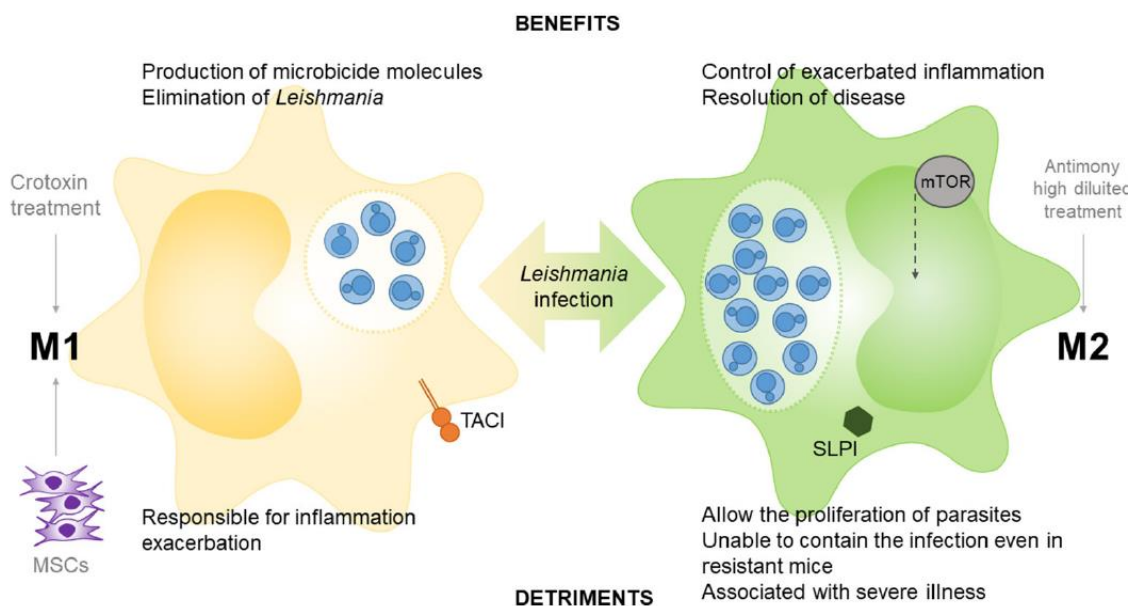 BENEFITS
Production of microbicide molecules
Elimination of Leishmania
Control of exacerbated inflammation
Resolution of disease
Crotoxin
treatment
mTOR
Antimony
high diluited
treatment
Leishmania
infection
M1
M2
TACI
SLPI
MSCs
Responsible for inflammation
exacerbation
Allow the proliferation of parasites
Unable to contain the infection even in
resistant mice
Associated with severe illness
DETRIMENTS